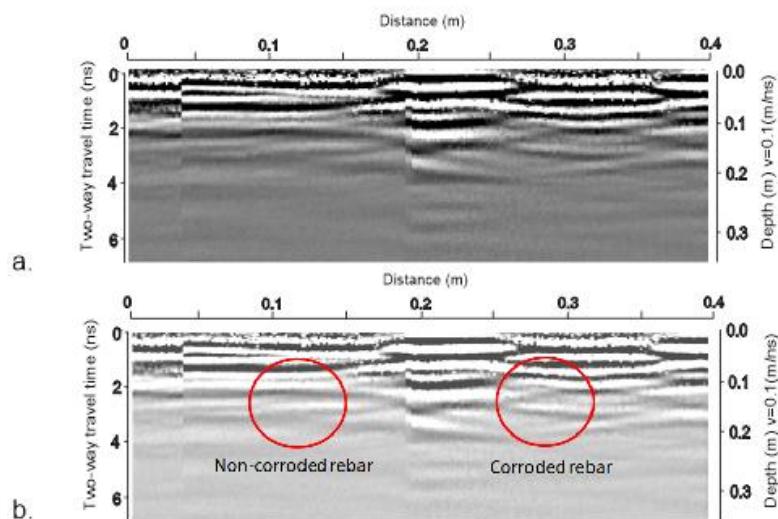 Distance (m)
0 0.1 0.2 0.3 0.4
Two-way travel time (ns)
0
2
4
6
0.0
0.1
0.2
0.3
Depth (m) v=0.1(m/ns)
a.
Distance (m)
0 0.1 0.2 0.3 0.4
Two-way travel time (ns)
0
2
4
6
0.0
0.1
0.2
0.3
Depth (m) v=0.1(m/ns)
Non-corroded rebar Corroded rebar
b.